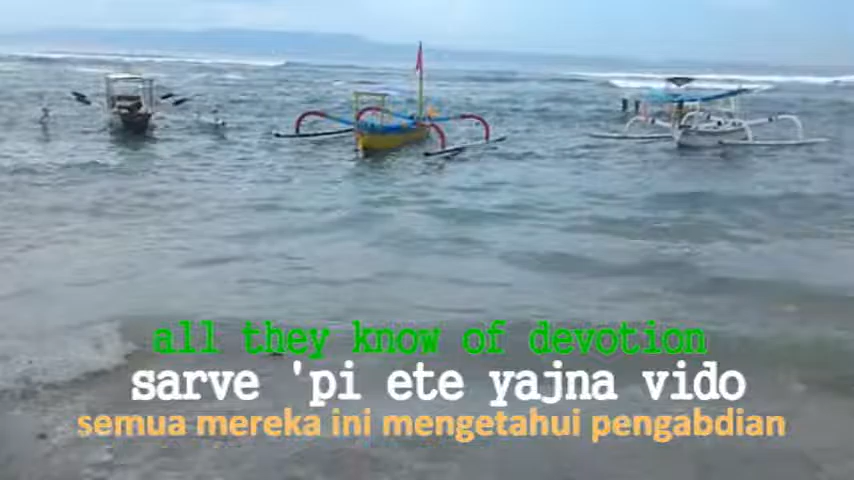 all they know of devotion
sarve 'pi ete yajna vido
semua mereka ini mengetahui pengabdian